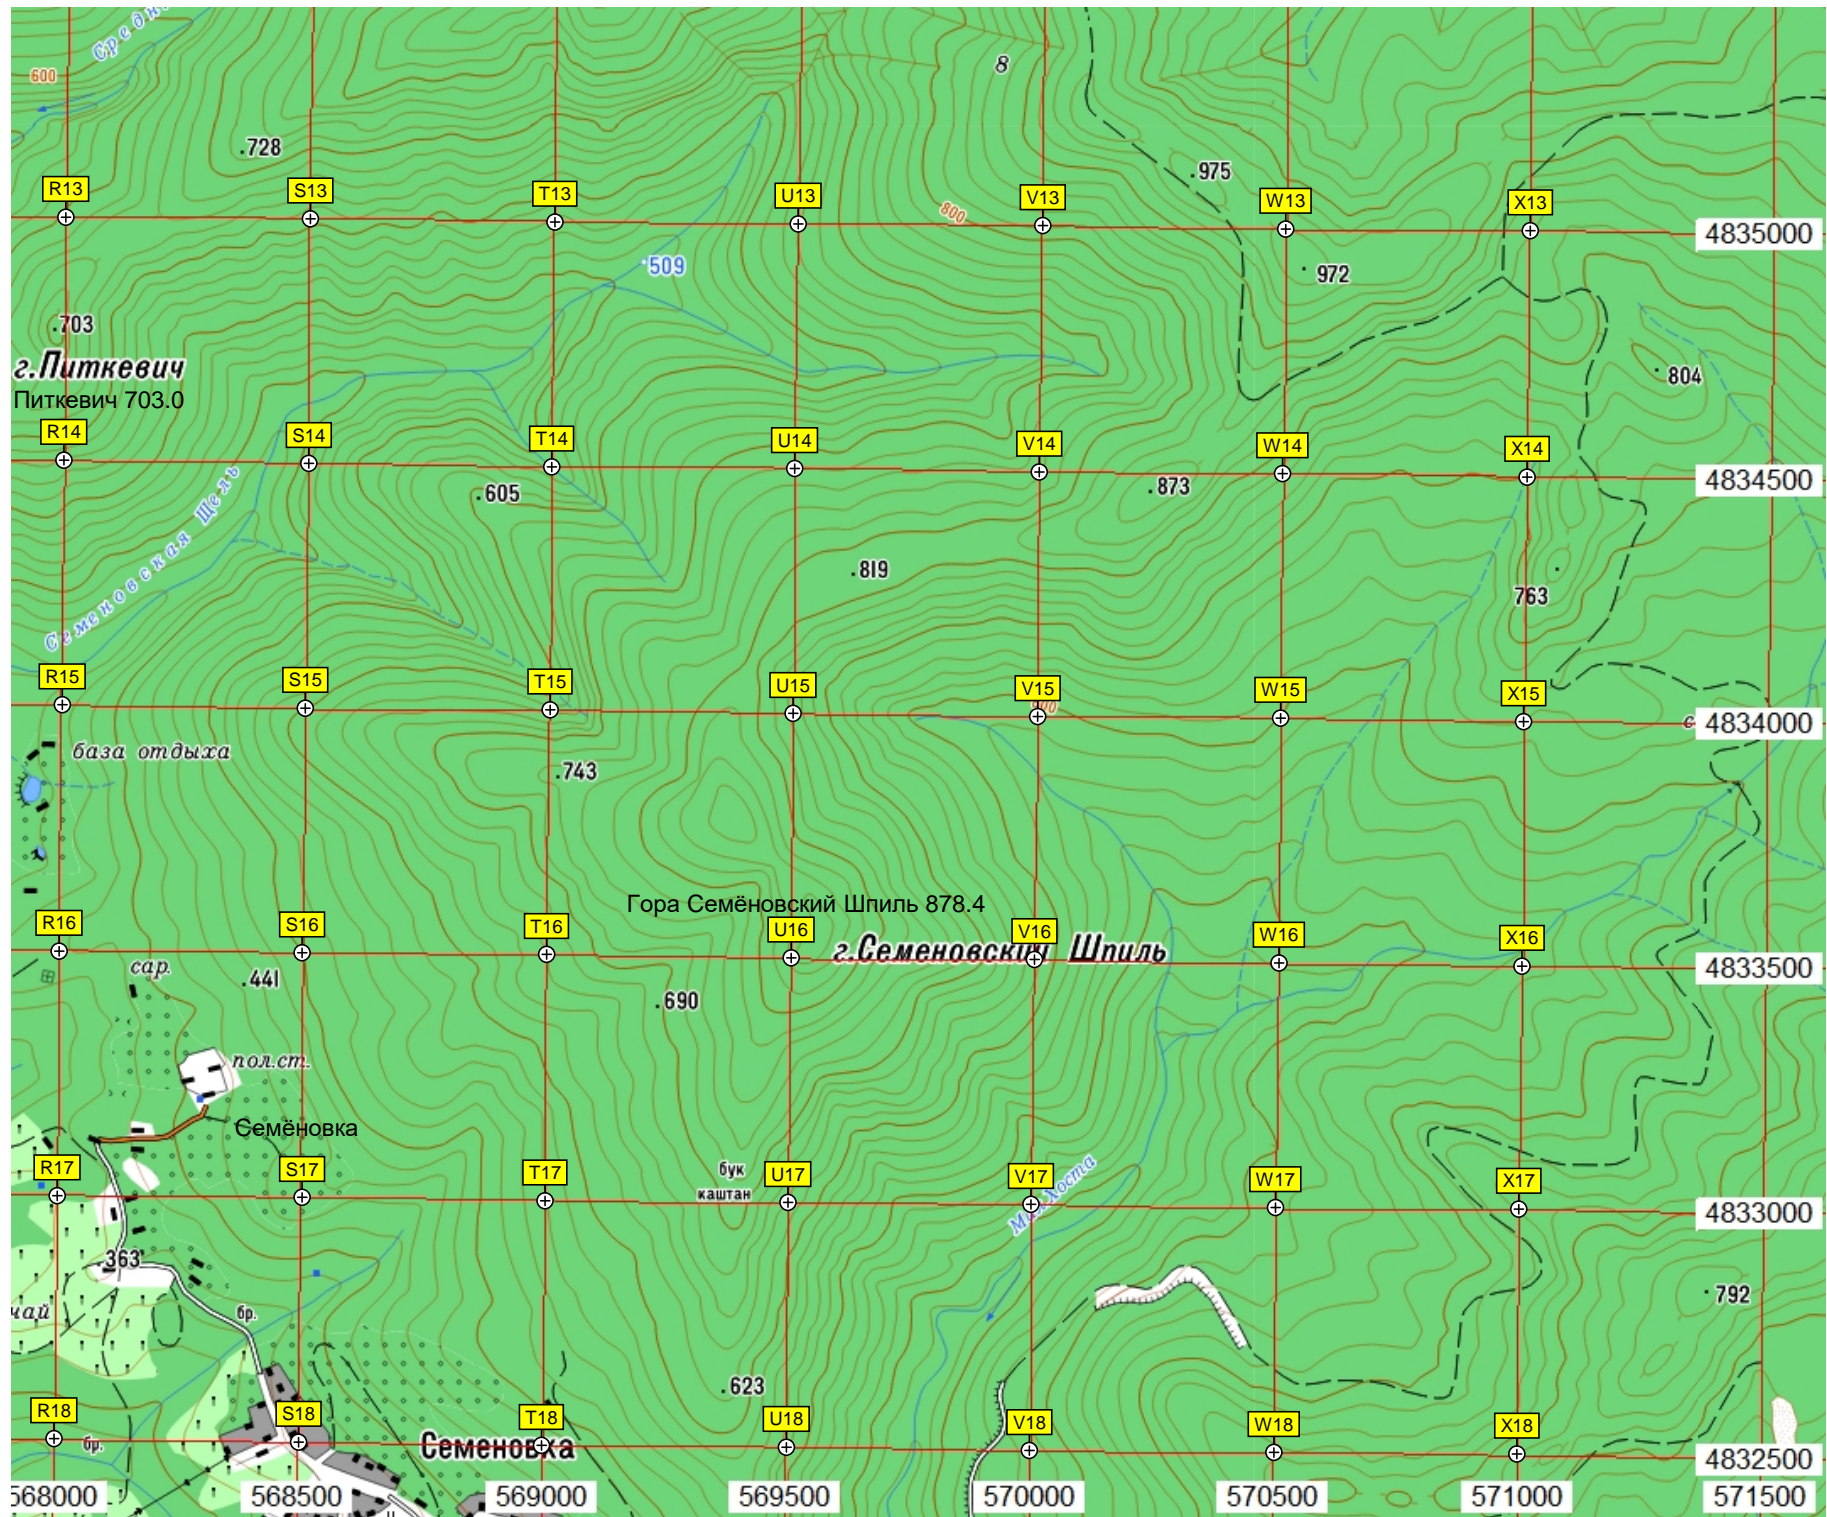 Средн
600
8
.728
.975
R13 S13 T13 U13 V13 W13 X13
800
4835000
509
972
.703
г.Питкевич
804
Питкевич 703.0
R14 S14 T14 U14 V14 W14 X14
4834500
.605
.873
Семеновская Щель
.819
763
R15 S15 T15 U15 V15 W15 X15
4834000
база отдыха
.743
Гора Семёновский Шпиль 878.4
R16 S16 T16 U16 V16 W16 X16
г.Семеновский Шпиль
4833500
сар.
.441
.690
пол.ст.
Семёновка
R17 S17 T17 U17 V17 W17 X17
бук
каштан
Мал.Хоста
4833000
.363
792
чай
бр.
.623
R18 S18 T18 U18 V18 W18 X18
бр.
Семеновка
4832500
568000 568500 569000 569500 570000 570500 571000 571500